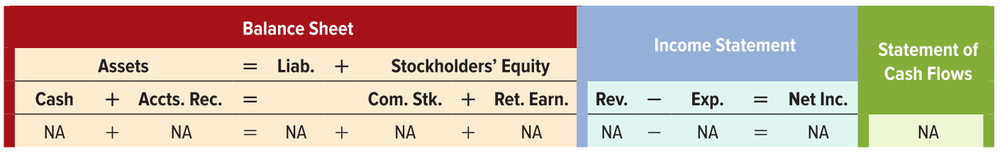 Balance Sheet
Income Statement
Statement of
Cash Flows
Assets = Liab. + Stockholders’ Equity
Cash + Accts. Rec. = Com. Stk. + Ret. Earn. Rev. − Exp. = Net Inc.
NA + NA = NA + NA + NA NA − NA = NA NA